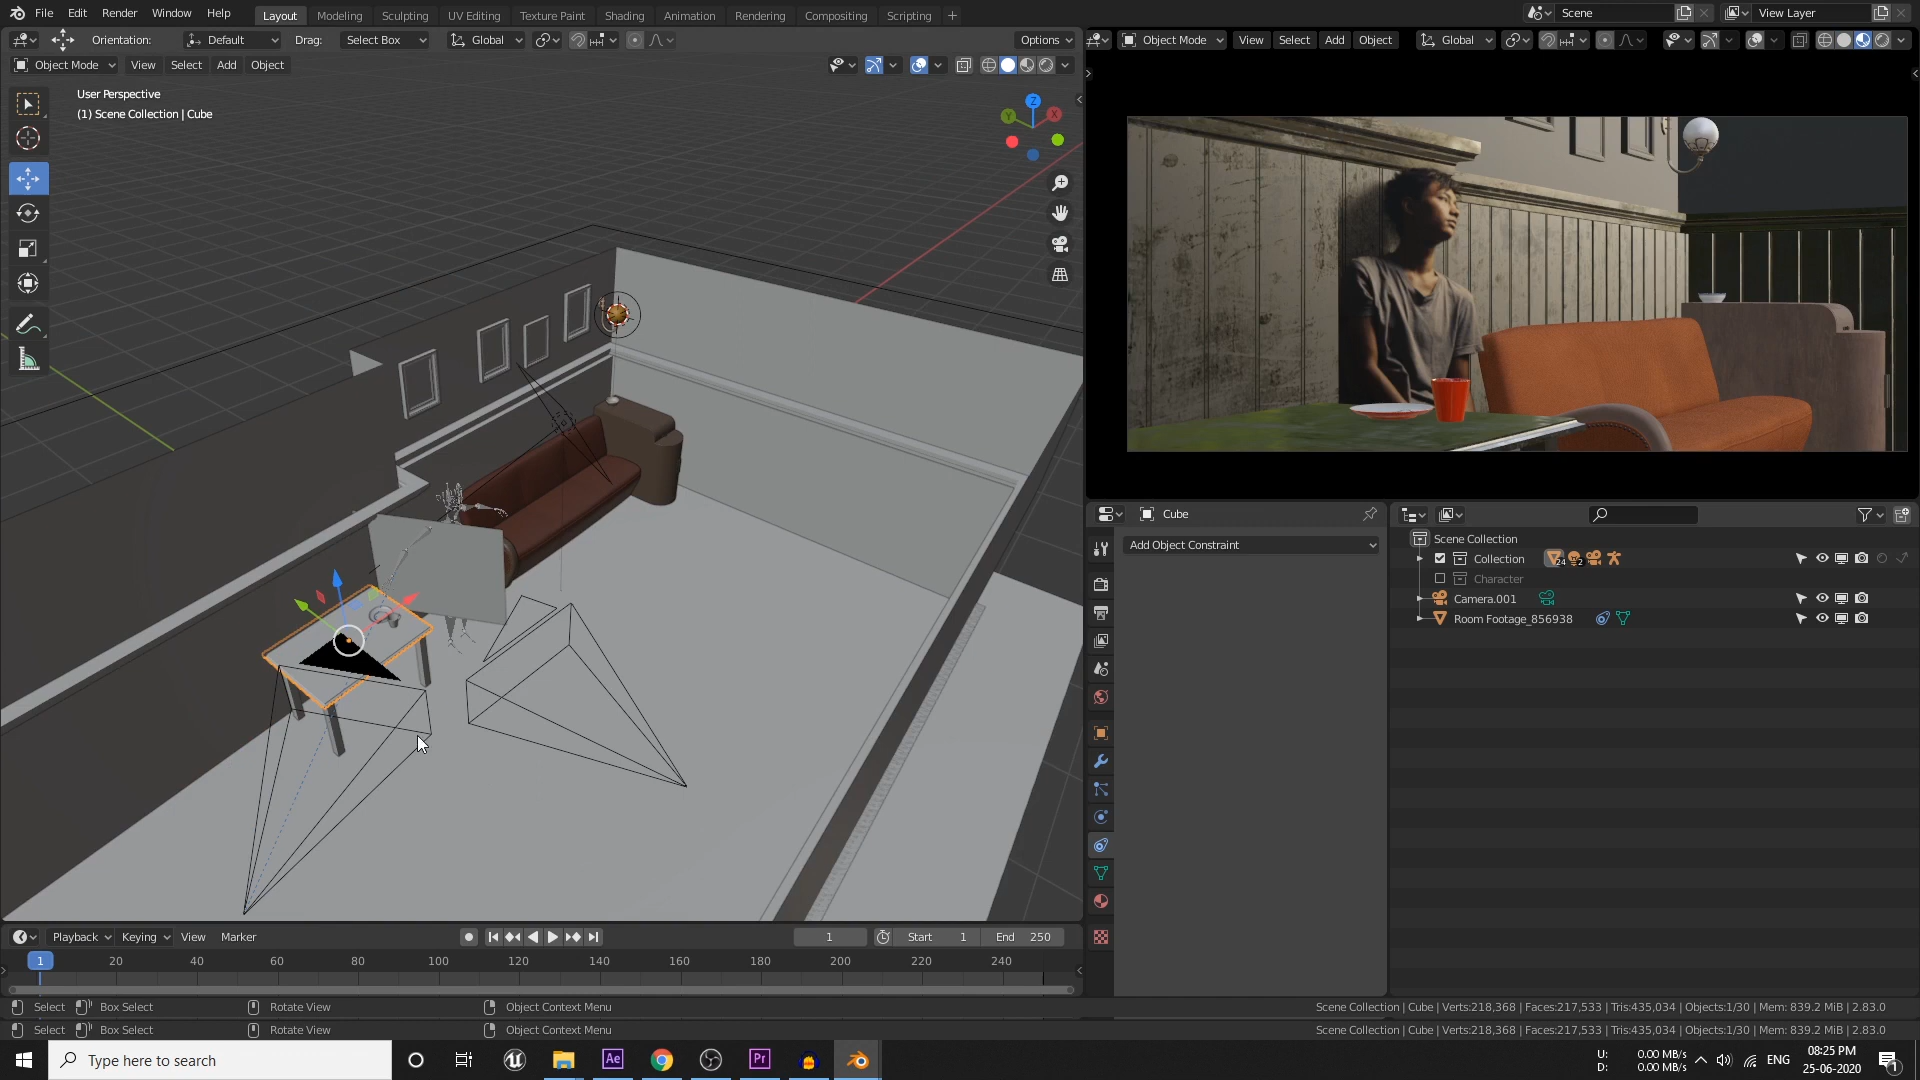 File Edit Render Window Help Layout Modeling Sculpting UV Editing Texture Paint Shading Animation Rendering Compositing Scripting + Scene View Layer
Orientation: Default Drag: Select Box Global Options Object Mode View Select Add Object Global
Object Mode View Select Add Object
User Perspective
(1) Scene Collection | Cube
Z
Y
X
Cube
Add Object Constraint
Scene Collection
Collection 24 2
Character
Camera.001
Room Footage_856938
Playback Keying View Marker 1 Start 1 End 250
1 20 40 60 80 100 120 140 160 180 200 220 240
Select Box Select Rotate View Object Context Menu Scene Collection | Cube | Verts:218,368 | Faces:217,533 | Tris:435,034 | Objects:1/30 | Mem: 839.2 MiB | 2.83.0
Select Box Select Rotate View Object Context Menu Scene Collection | Cube | Verts:218,368 | Faces:217,533 | Tris:435,034 | Objects:1/30 | Mem: 839.2 MiB | 2.83.0
Type here to search Ae Pr
U: 0.00 MB/s
D: 0.00 MB/s
ENG
08:25 PM
25-06-2020
1